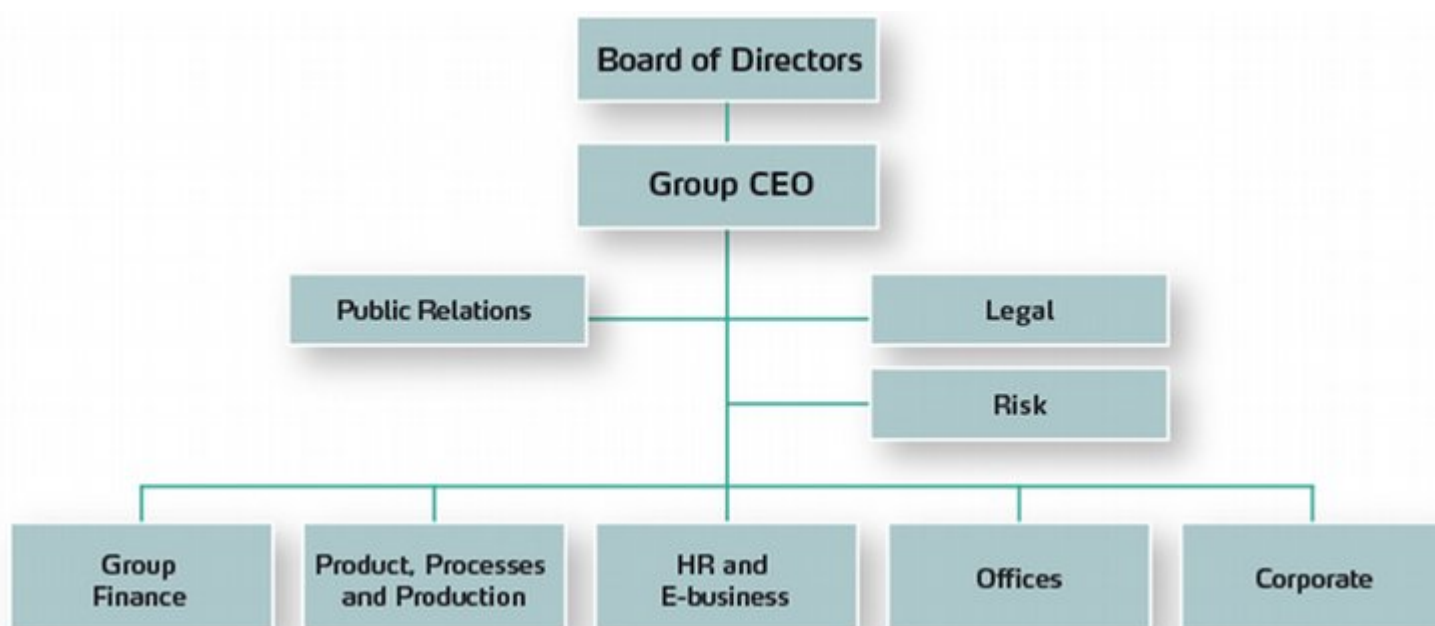 Board of Directors
Group CEO
Public Relations
Legal
Risk
Group
Finance
Product, Processes
and Production
HR and
E-business
Offices
Corporate